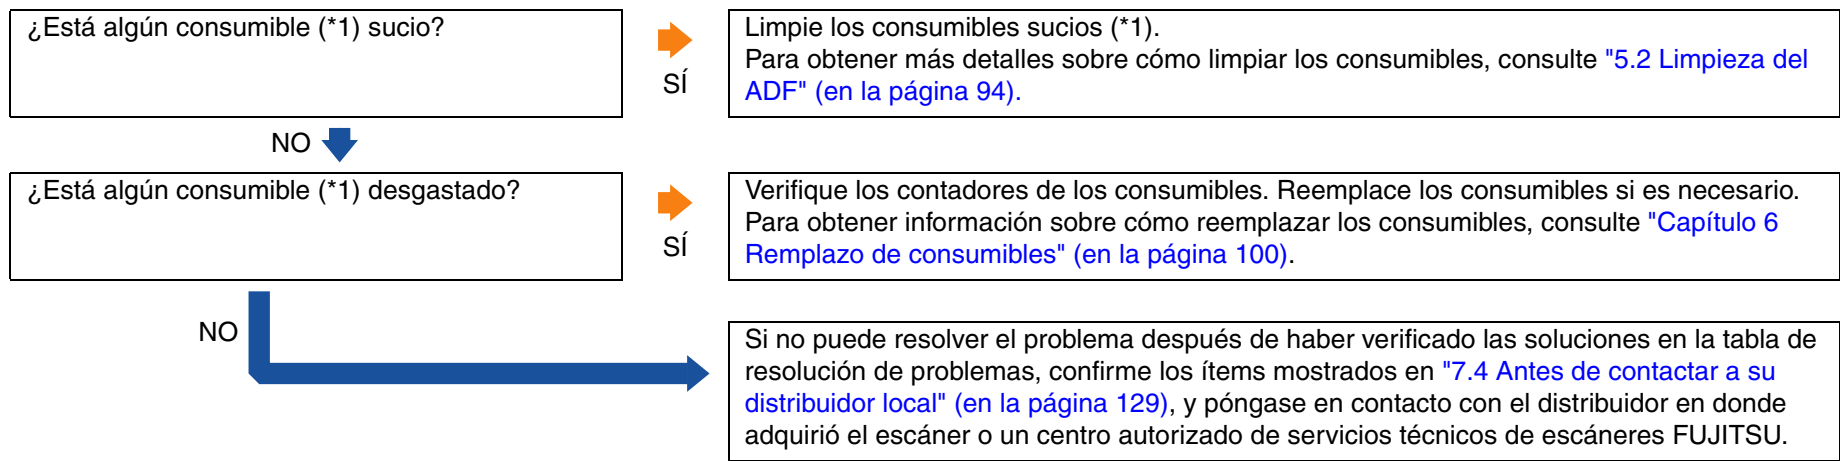 ¿Está algún consumible (*1) sucio?
SÍ
Limpie los consumibles sucios (*1).
Para obtener más detalles sobre cómo limpiar los consumibles, consulte "5.2 Limpieza del
ADF" (en la página 94).
NO
¿Está algún consumible (*1) desgastado?
SÍ
Verifique los contadores de los consumibles. Reemplace los consumibles si es necesario.
Para obtener información sobre cómo reemplazar los consumibles, consulte "Capítulo 6
Remplazo de consumibles" (en la página 100).
NO
Si no puede resolver el problema después de haber verificado las soluciones en la tabla de
resolución de problemas, confirme los ítems mostrados en "7.4 Antes de contactar a su
distribuidor local" (en la página 129), y póngase en contacto con el distribuidor en donde
adquirió el escáner o un centro autorizado de servicios técnicos de escáneres FUJITSU.